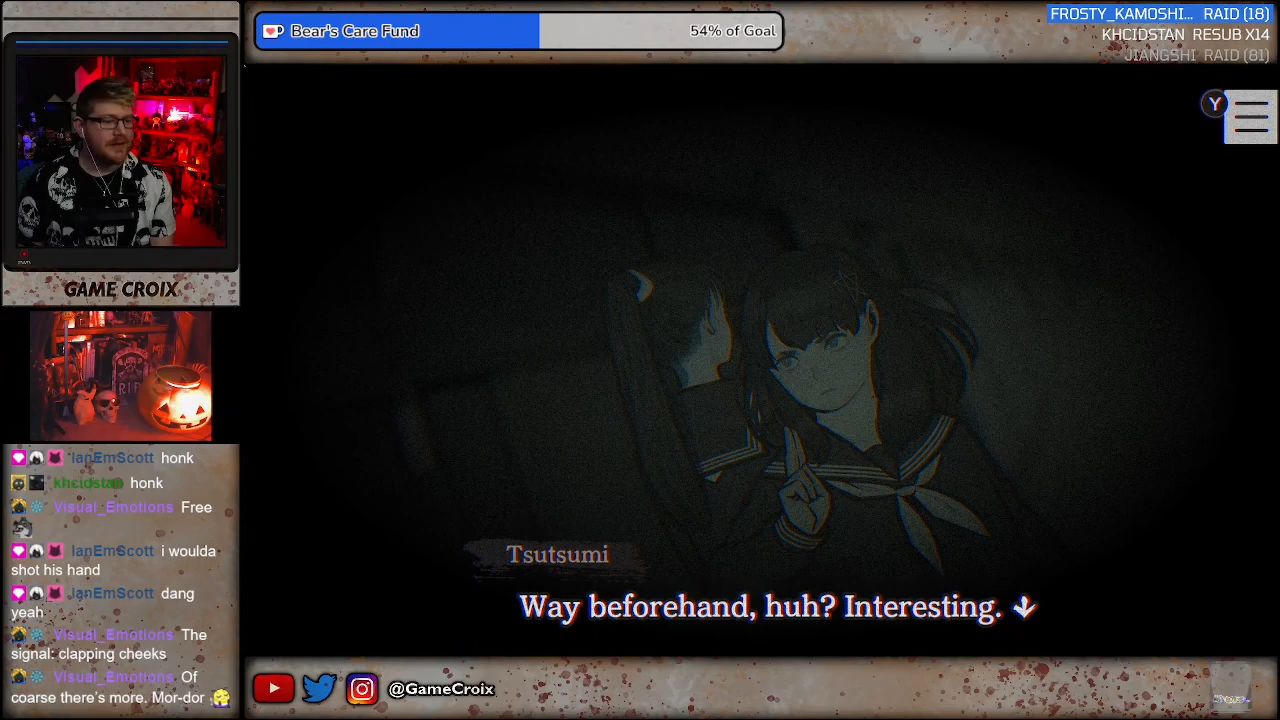 Bear's Care Fund
54% of Goal
FROSTY_KAMOSHI... RAID (18)
KHCIDSTAN RESUB X14
JIANGSHI RAID (81)
Y
GAME CROIX
RIP
IanEmScott honk
khcidstan honk
Visual_Emotions Free
IanEmScott i woulda
shot his hand
IanEmScott dang
yeah
Visual_Emotions The
signal: clapping cheeks
Visual_Emotions Of
coarse there's more. Mor-dor
Tsutsumi
Way beforehand, huh? Interesting.
@GameCroix